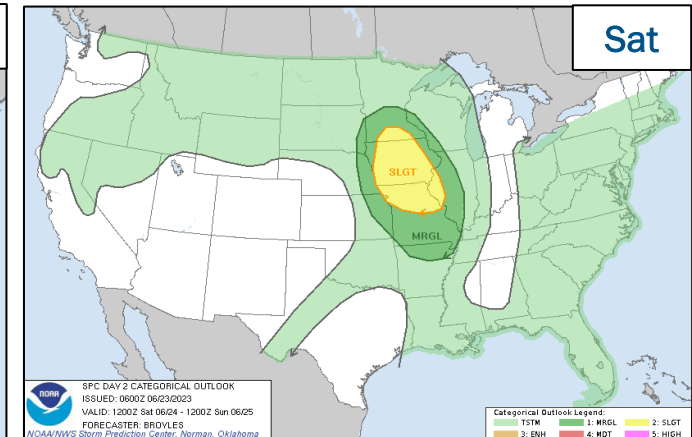 Sat
SLGT
MRGL
NOAA
SPC DAY 2 CATEGORICAL OUTLOOK
ISSUED: 0600Z 06/23/2023
VALID: 1200Z Sat 06/24 - 1200Z Sun 06/25
FORECASTER: BROYLES
NOAA/NWS Storm Prediction Center, Norman, Oklahoma
Categorical Outlook Legend:
TSTM 1: MRGL 2: SLGT
3: ENH 4: MDT 5: HIGH